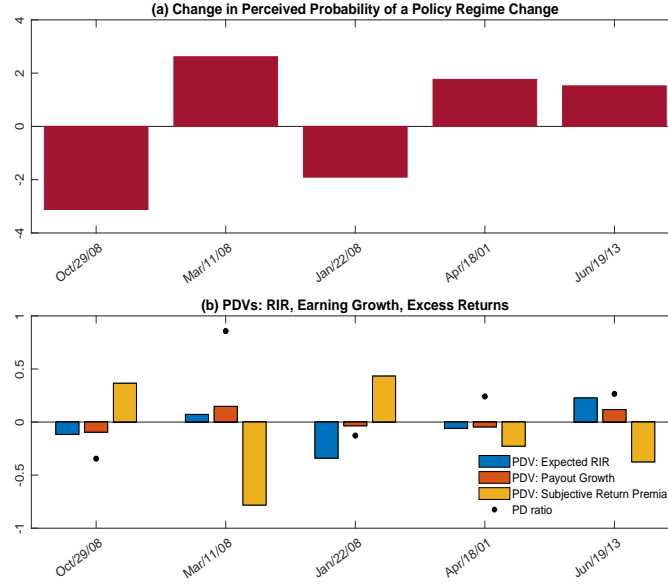 (a) Change in Perceived Probability of a Policy Regime Change
4
2
0
-2
-4
Oct/29/08
Mar/11/08
Jan/22/08
Apr/18/01
Jun/19/13
(b) PDVs: RIR, Earning Growth, Excess Returns
1
0.5
0
-0.5
-1
PDV: Expected RIR
PDV: Payout Growth
PDV: Subjective Return Premia
PD ratio
Oct/29/08
Mar/11/08
Jan/22/08
Apr/18/01
Jun/19/13